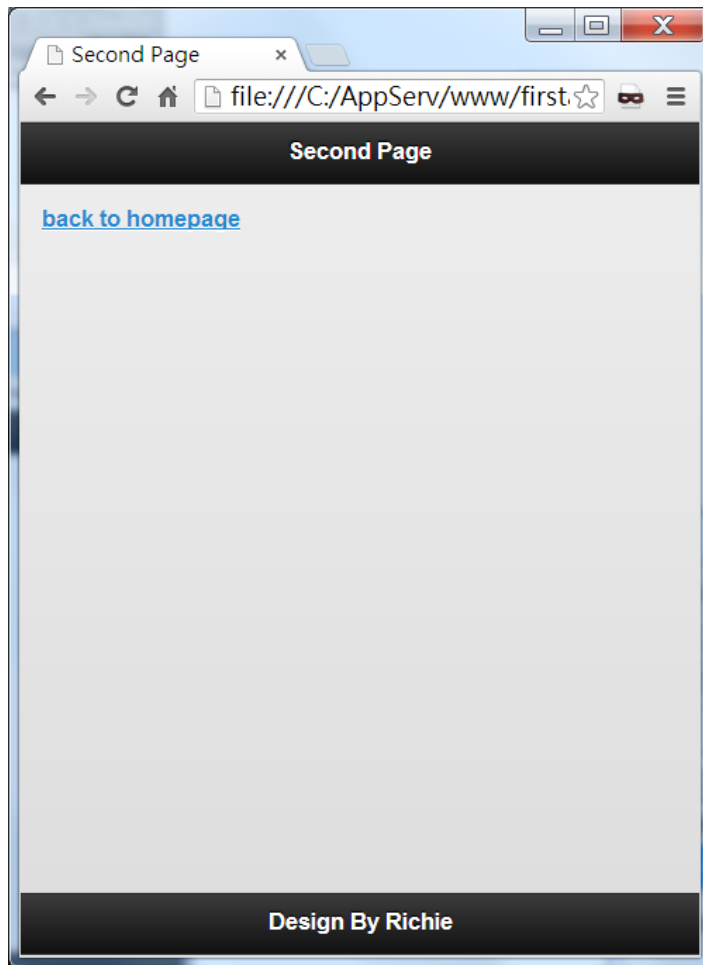 Second Page
file:///C:/AppServ/www/first.
Second Page
back to homepage
Design By Richie